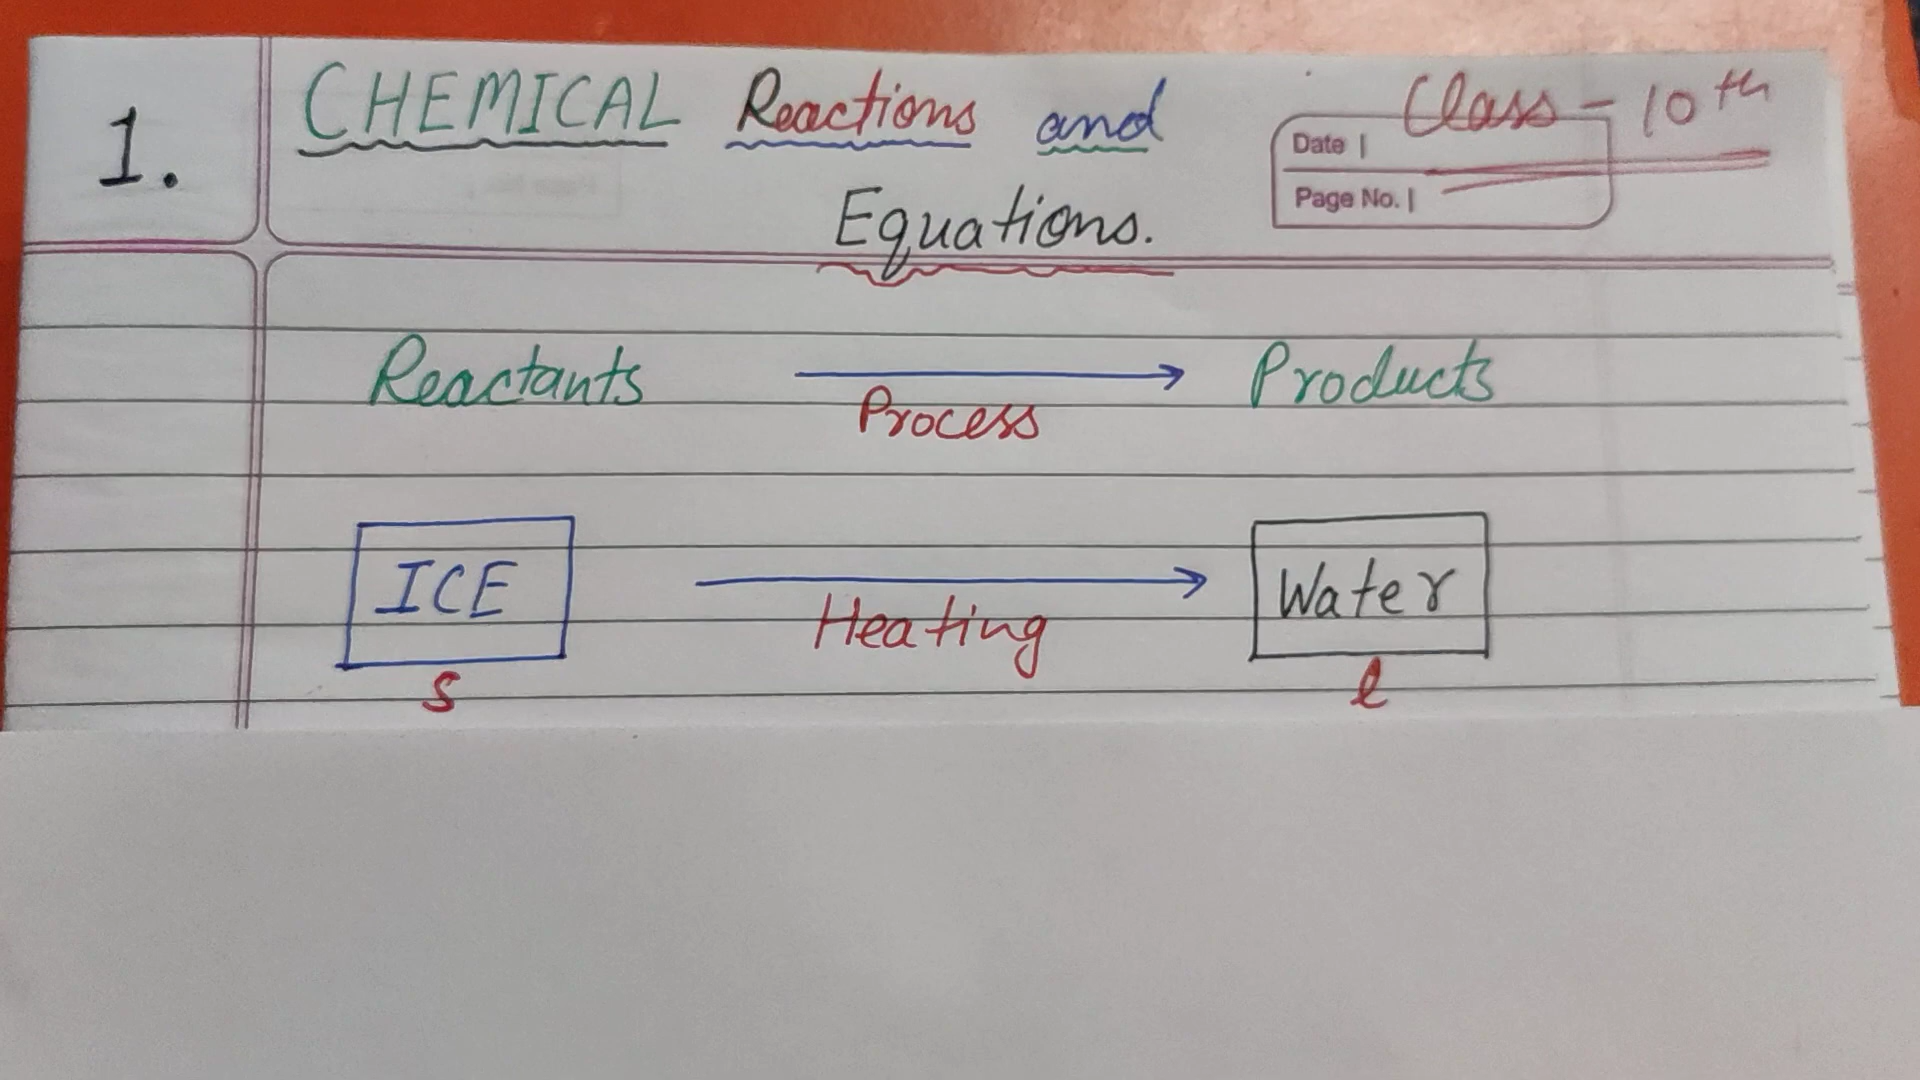 1. CHEMICAL Reactions and
Equations.
Class - 10th
Date |
Page No. |
Reactants → Products
Process
ICE → Water
Heating
s l